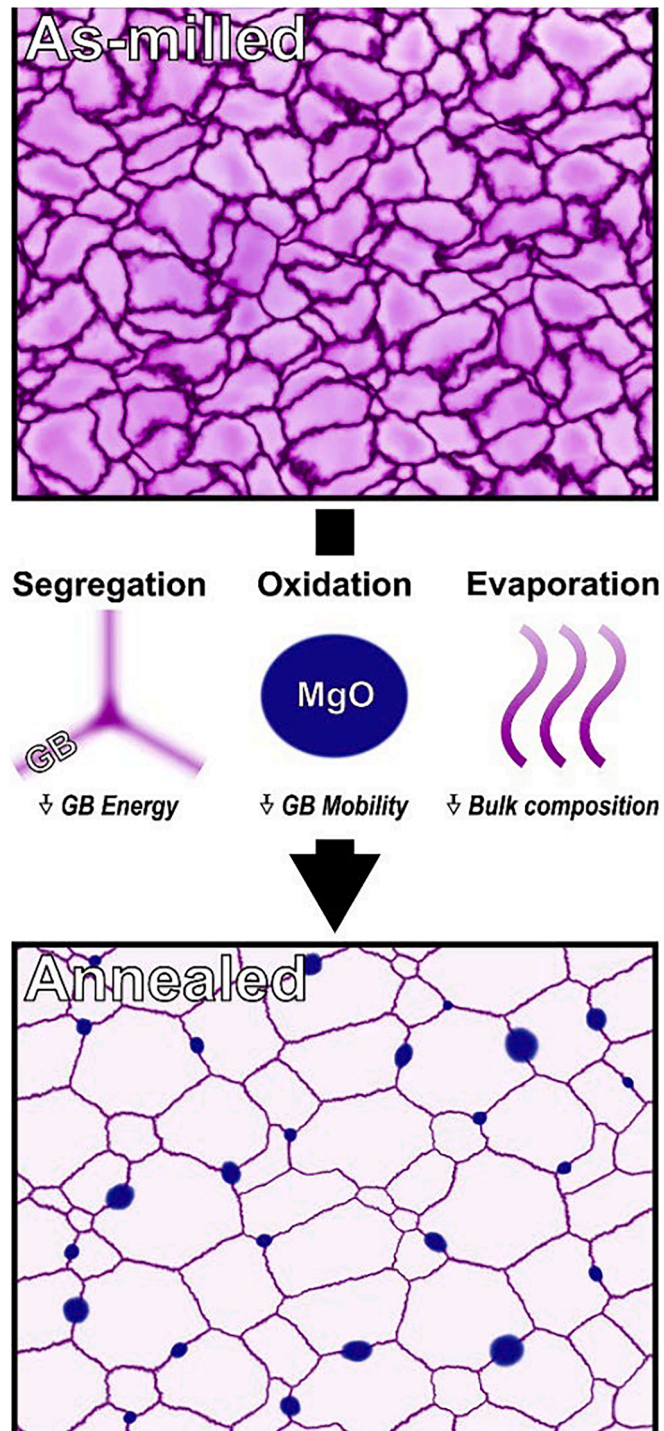 As-milled
Segregation Oxidation Evaporation
GB
MgO
↓ GB Energy ↓ GB Mobility ↓ Bulk composition
Annealed